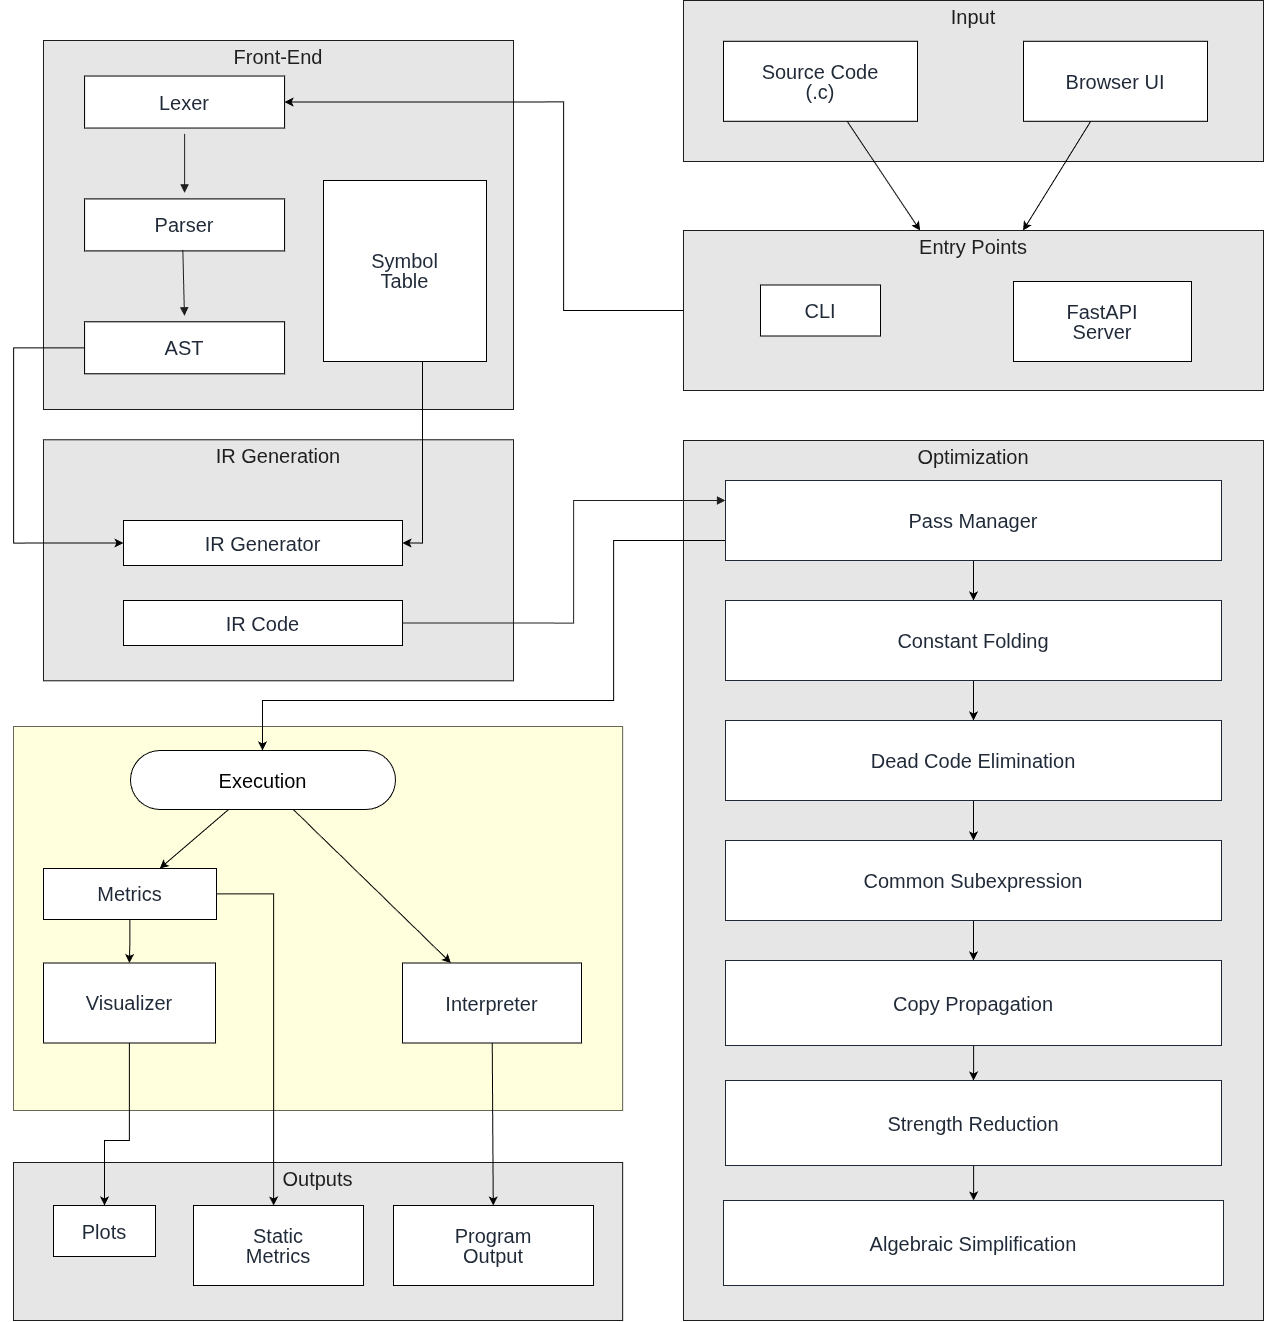 Input
Source Code
(.c)
Browser UI
Front-End
Lexer
Parser
AST
Symbol
Table
Entry Points
CLI
FastAPI
Server
IR Generation
IR Generator
IR Code
Optimization
Pass Manager
Constant Folding
Dead Code Elimination
Common Subexpression
Copy Propagation
Strength Reduction
Algebraic Simplification
Execution
Metrics
Visualizer
Interpreter
Outputs
Plots
Static
Metrics
Program
Output